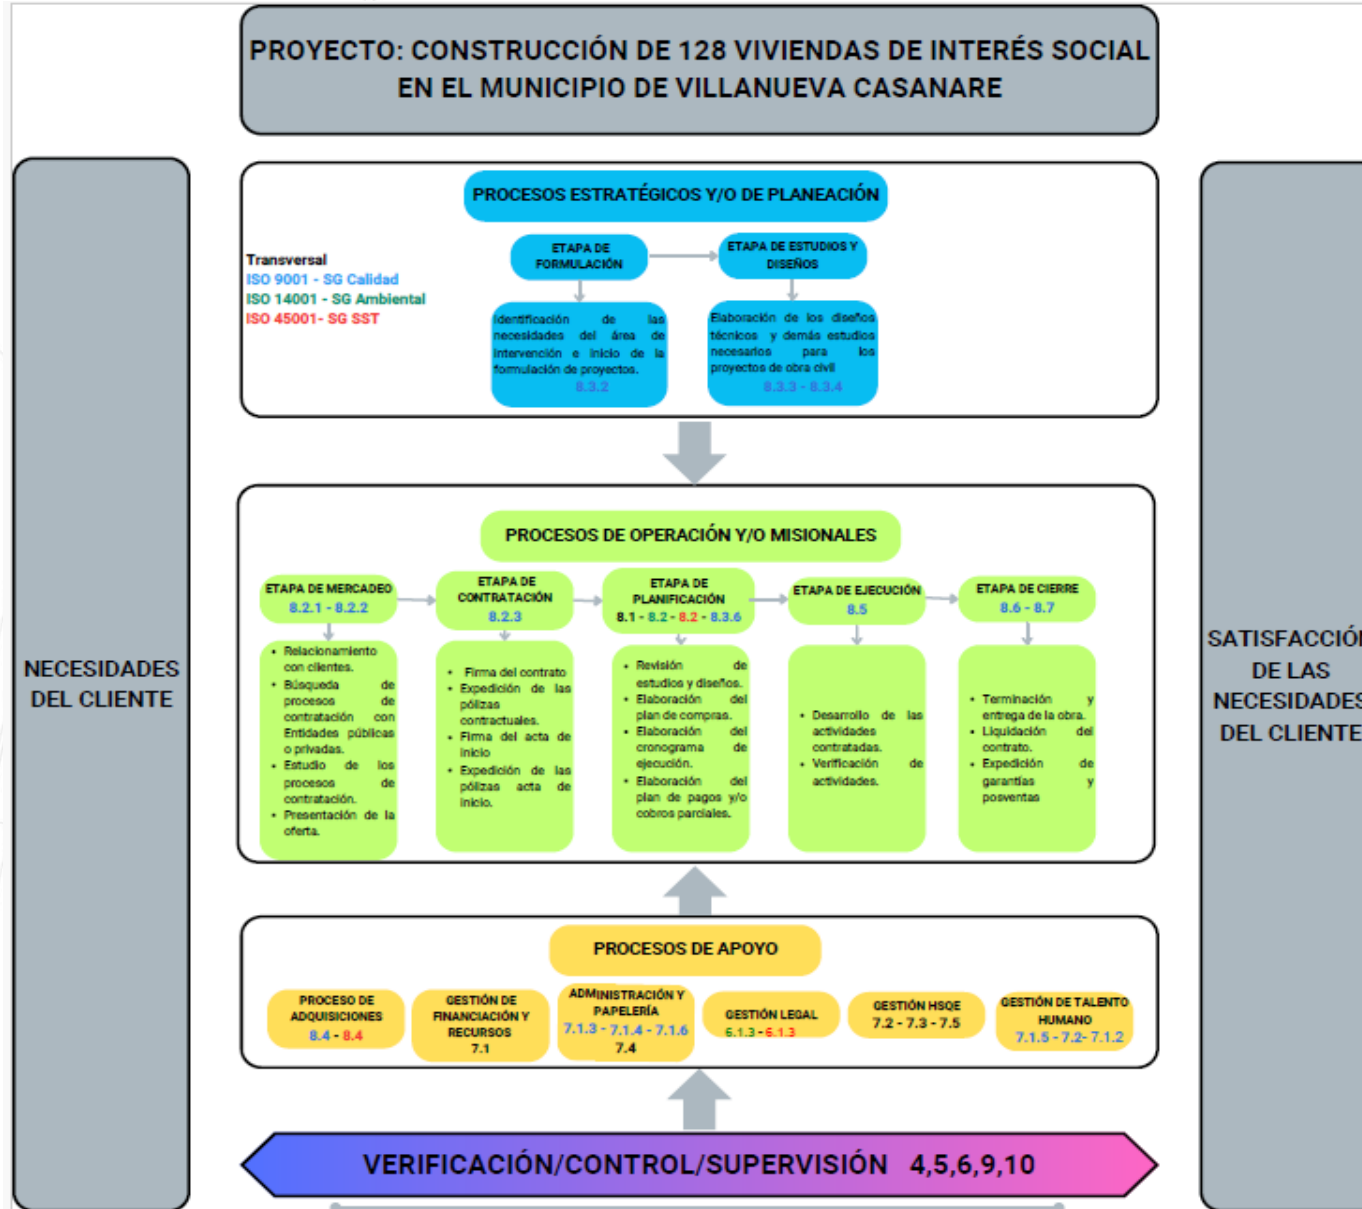 PROYECTO: CONSTRUCCIÓN DE 128 VIVIENDAS DE INTERÉS SOCIAL
EN EL MUNICIPIO DE VILLANUEVA CASANARE
NECESIDADES
DEL CLIENTE
PROCESOS ESTRATÉGICOS Y/O DE PLANEACIÓN
Transversal
ISO 9001 - SG Calidad
ISO 14001 - SG Ambiental
ISO 45001- SG SST
ETAPA DE
FORMULACIÓN
Identificación de las
necesidades del área de
intervención e inicio de la
formulación de proyectos.
8.3.2
ETAPA DE ESTUDIOS Y
DISEÑOS
Elaboración de los diseños
técnicos y demás estudios
necesarios para los
proyectos de obra civil
8.3.3 - 8.3.4
PROCESOS DE OPERACIÓN Y/O MISIONALES
ETAPA DE MERCADEO
8.2.1 - 8.2.2
• Relacionamiento
con clientes.
• Búsqueda de
procesos de
contratación con
Entidades públicas
o privadas.
• Estudio de los
procesos de
contratación.
• Presentación de la
oferta.
ETAPA DE
CONTRATACIÓN
8.2.3
• Firma del contrato
• Expedición de las
pólizas
contractuales.
• Firma del acta de
inicio
• Expedición de las
pólizas acta de
inicio.
ETAPA DE
PLANIFICACIÓN
8.1 - 8.2 - 8.2 - 8.3.6
• Revisión de
estudios y diseños.
• Elaboración del
plan de compras.
• Elaboración del
cronograma de
ejecución.
• Elaboración del
plan de pagos y/o
cobros parciales.
ETAPA DE EJECUCIÓN
8.5
• Desarrollo de las
actividades
contratadas.
• Verificación de
actividades.
ETAPA DE CIERRE
8.6 - 8.7
• Terminación y
entrega de la obra.
• Liquidación del
contrato.
• Expedición de
garantías y
posventas
PROCESOS DE APOYO
PROCESO DE
ADQUISICIONES
8.4 - 8.4
GESTIÓN DE
FINANCIACIÓN Y
RECURSOS
7.1
ADMINISTRACIÓN Y
PAPELERÍA
7.1.3 - 7.1.4 - 7.1.6
7.4
GESTIÓN LEGAL
6.1.3 - 6.1.3
GESTIÓN HSQE
7.2 - 7.3 - 7.5
GESTIÓN DE TALENTO
HUMANO
7.1.5 - 7.2- 7.1.2
VERIFICACIÓN/CONTROL/SUPERVISIÓN 4,5,6,9,10
SATISFACCIÓN
DE LAS
NECESIDADES
DEL CLIENTE